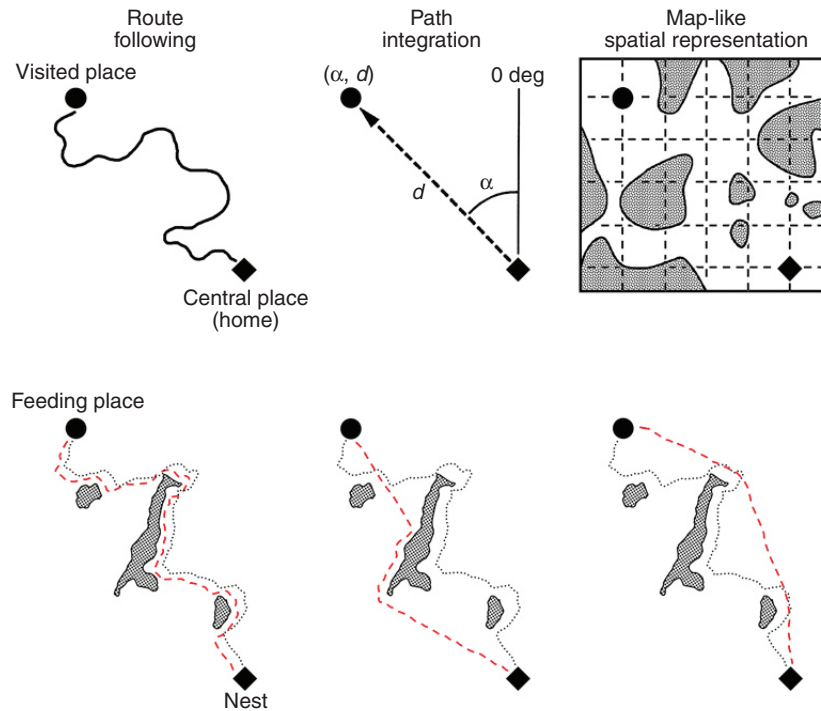 Route
following
Path
integration
Map-like
spatial representation
Visited place
(α, d)
0 deg
α
d
Central place
(home)
Feeding place
Nest